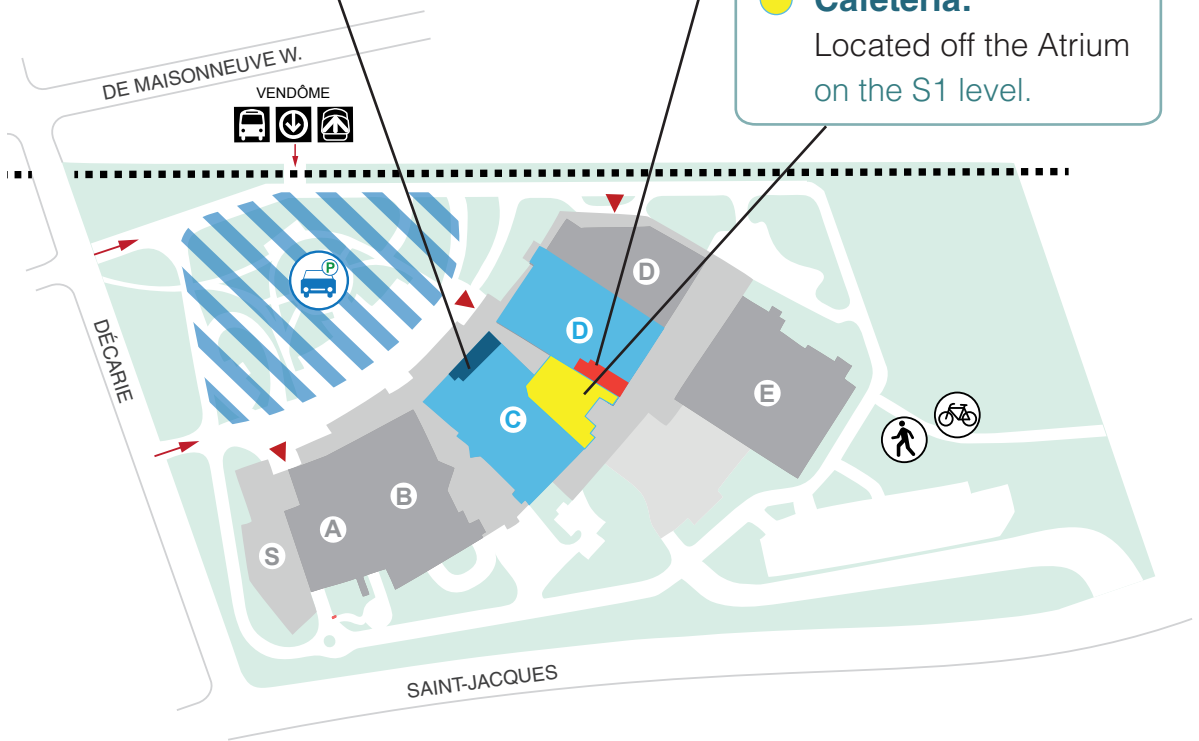 Cafeteria:
Located off the Atrium
on the S1 level.
DE MAISONNEUVE W.
VENDÔME
P
D
D
DÉCARIE
E
C
B
A
S
SAINT-JACQUES